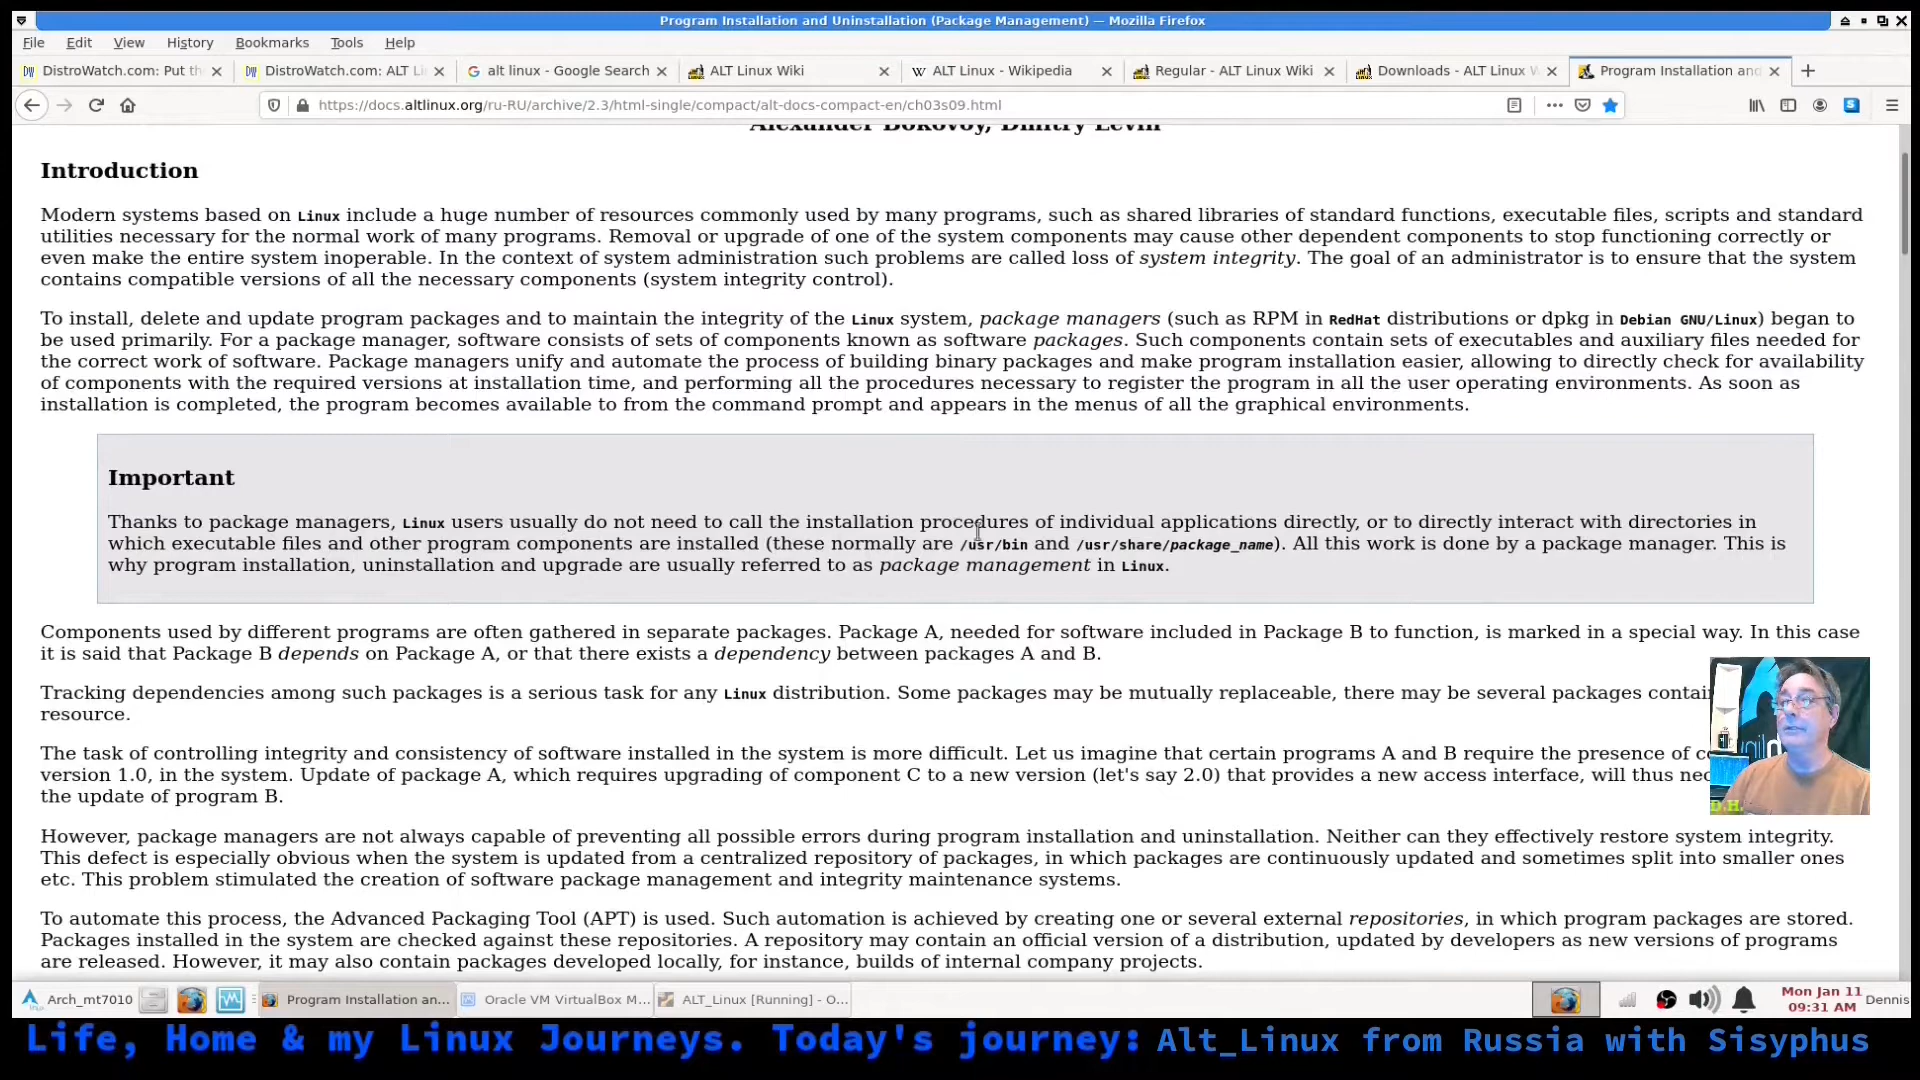 Program Installation and Uninstallation (Package Management) — Mozilla Firefox
File Edit View History Bookmarks Tools Help
DistroWatch.com: Put th
DistroWatch.com: ALT Li
alt linux - Google Search
ALT Linux Wiki
ALT Linux - Wikipedia
Regular - ALT Linux Wiki
Downloads - ALT Linux W
Program Installation and
https://docs.altlinux.org/ru-RU/archive/2.3/html-single/compact/alt-docs-compact-en/ch03s09.html
Alexander Bokovoy, Dmitry Levin
Introduction
Modern systems based on Linux include a huge number of resources commonly used by many programs, such as shared libraries of standard functions, executable files, scripts and standard
utilities necessary for the normal work of many programs. Removal or upgrade of one of the system components may cause other dependent components to stop functioning correctly or
even make the entire system inoperable. In the context of system administration such problems are called loss of system integrity. The goal of an administrator is to ensure that the system
contains compatible versions of all the necessary components (system integrity control).
To install, delete and update program packages and to maintain the integrity of the Linux system, package managers (such as RPM in RedHat distributions or dpkg in Debian GNU/Linux) began to
be used primarily. For a package manager, software consists of sets of components known as software packages. Such components contain sets of executables and auxiliary files needed for
the correct work of software. Package managers unify and automate the process of building binary packages and make program installation easier, allowing to directly check for availability
of components with the required versions at installation time, and performing all the procedures necessary to register the program in all the user operating environments. As soon as
installation is completed, the program becomes available to from the command prompt and appears in the menus of all the graphical environments.
Important
Thanks to package managers, Linux users usually do not need to call the installation procedures of individual applications directly, or to directly interact with directories in
which executable files and other program components are installed (these normally are /usr/bin and /usr/share/package_name). All this work is done by a package manager. This is
why program installation, uninstallation and upgrade are usually referred to as package management in Linux.
Components used by different programs are often gathered in separate packages. Package A, needed for software included in Package B to function, is marked in a special way. In this case
it is said that Package B depends on Package A, or that there exists a dependency between packages A and B.
Tracking dependencies among such packages is a serious task for any Linux distribution. Some packages may be mutually replaceable, there may be several packages contai
resource.
The task of controlling integrity and consistency of software installed in the system is more difficult. Let us imagine that certain programs A and B require the presence of c
version 1.0, in the system. Update of package A, which requires upgrading of component C to a new version (let's say 2.0) that provides a new access interface, will thus nec
the update of program B.
D.H.
However, package managers are not always capable of preventing all possible errors during program installation and uninstallation. Neither can they effectively restore system integrity.
This defect is especially obvious when the system is updated from a centralized repository of packages, in which packages are continuously updated and sometimes split into smaller ones
etc. This problem stimulated the creation of software package management and integrity maintenance systems.
To automate this process, the Advanced Packaging Tool (APT) is used. Such automation is achieved by creating one or several external repositories, in which program packages are stored.
Packages installed in the system are checked against these repositories. A repository may contain an official version of a distribution, updated by developers as new versions of programs
are released. However, it may also contain packages developed locally, for instance, builds of internal company projects.
Arch_mt7010
Program Installation an...
Oracle VM VirtualBox M...
ALT_Linux [Running] - O...
Mon Jan 11
09:31 AM
Dennis
Life, Home & my Linux Journeys. Today's journey: Alt_Linux from Russia with Sisyphus